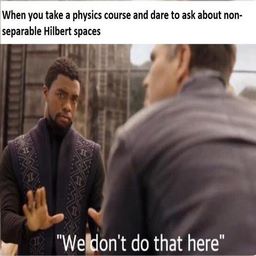 When you take a physics course and dare to ask about non-
separable Hilbert spaces
"We don't do that here"